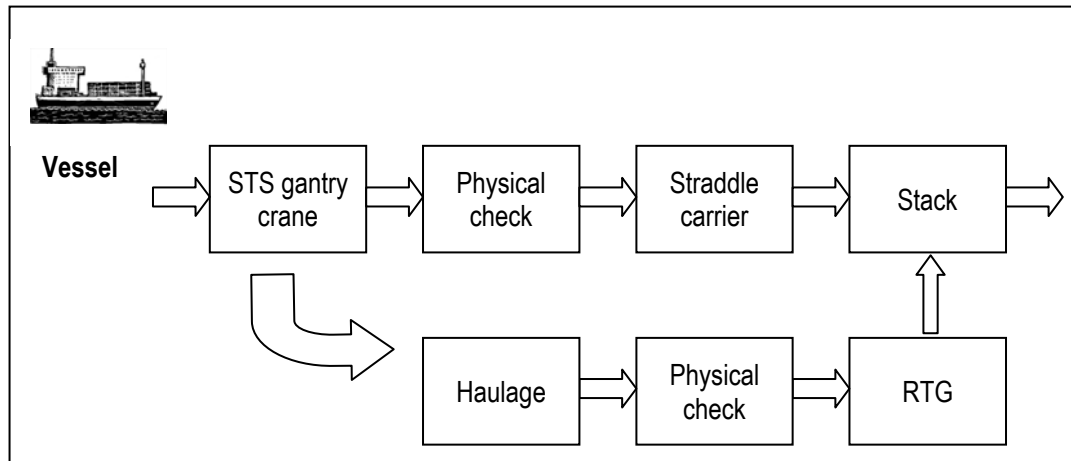 Vessel
STS gantry
crane
Physical
check
Straddle
carrier
Stack
Haulage
Physical
check
RTG